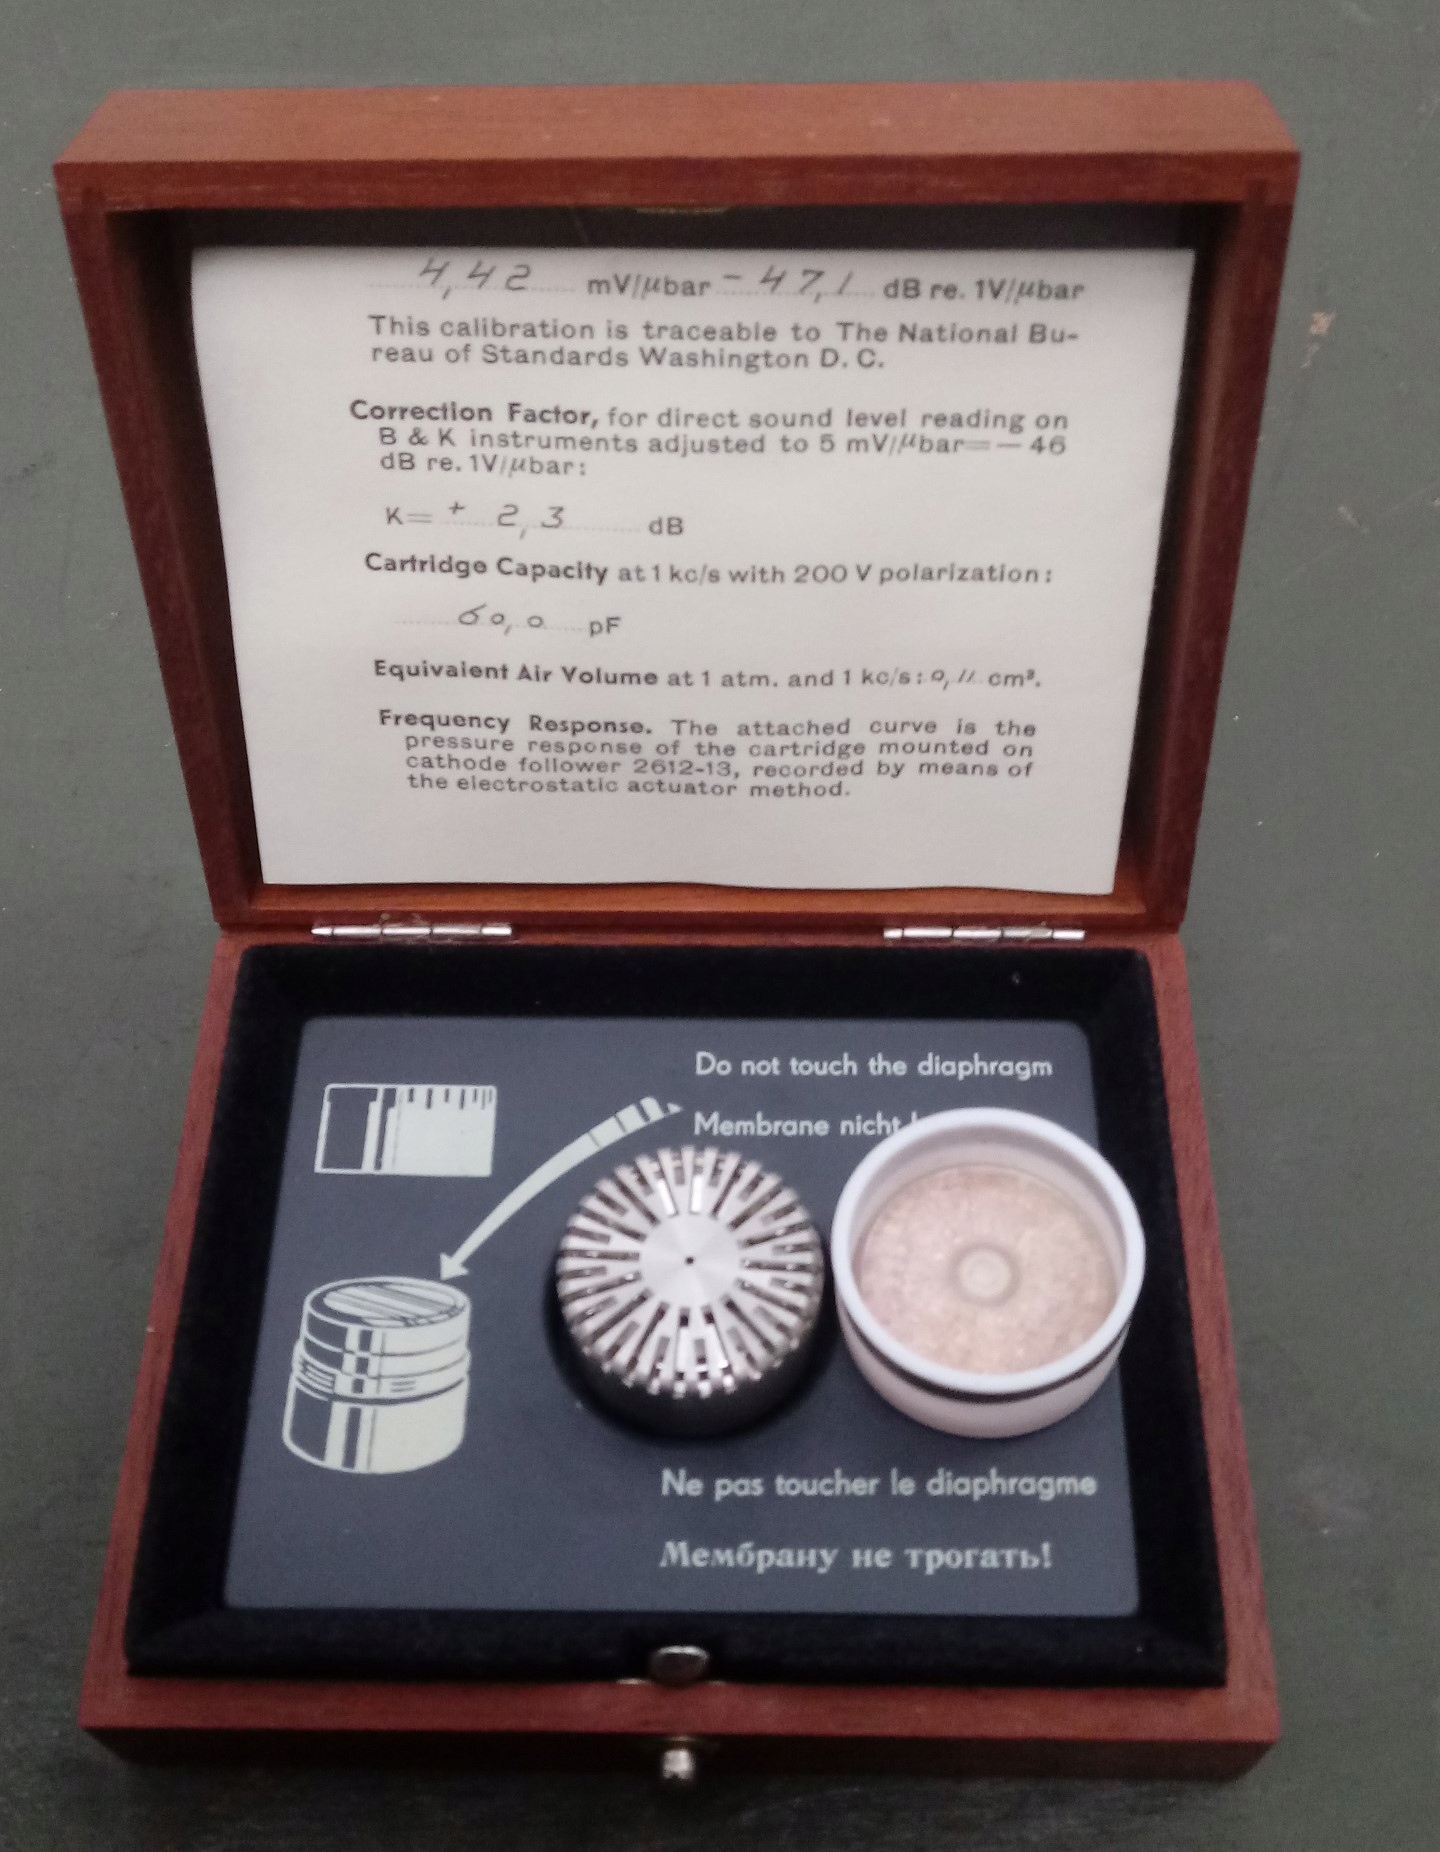 4,42 mV/μbar - 47,1 dB re. 1V/μbar
This calibration is traceable to The National Bu-
reau of Standards Washington D. C.
Correction Factor, for direct sound level reading on
B & K instruments adjusted to 5 mV/μbar=— 46
dB re. 1V/μbar:
K= + 2,3 dB
Cartridge Capacity at 1 kc/s with 200 V polarization:
60,0 pF
Equivalent Air Volume at 1 atm. and 1 kc/s: 0,11 cm³.
Frequency Response. The attached curve is the
pressure response of the cartridge mounted on
cathode follower 2612-13, recorded by means of
the electrostatic actuator method.
Do not touch the diaphragm
Membrane nicht
Ne pas toucher le diaphragme
Мембрану не трогать!